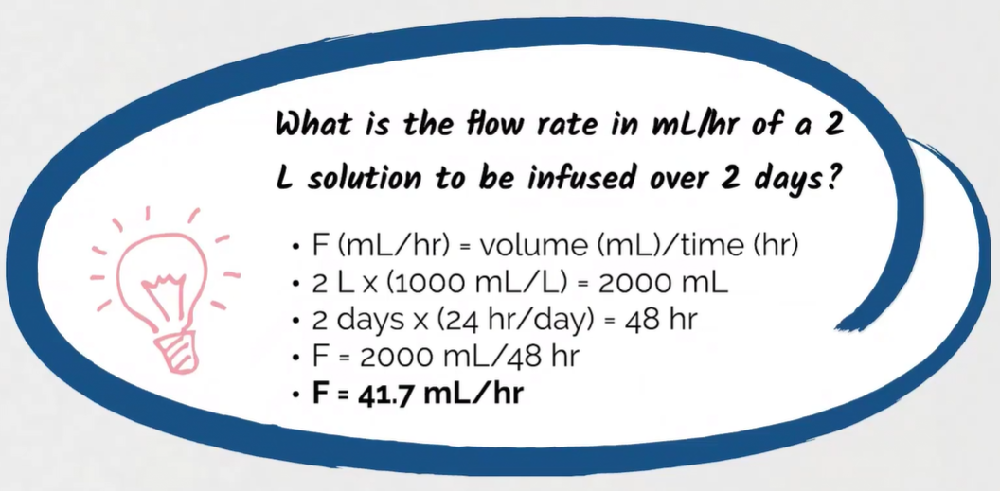 What is the flow rate in mL/hr of a 2
L solution to be infused over 2 days?
• F (mL/hr) = volume (mL)/time (hr)
• 2 L x (1000 mL/L) = 2000 mL
• 2 days x (24 hr/day) = 48 hr
• F = 2000 mL/48 hr
• F = 41.7 mL/hr